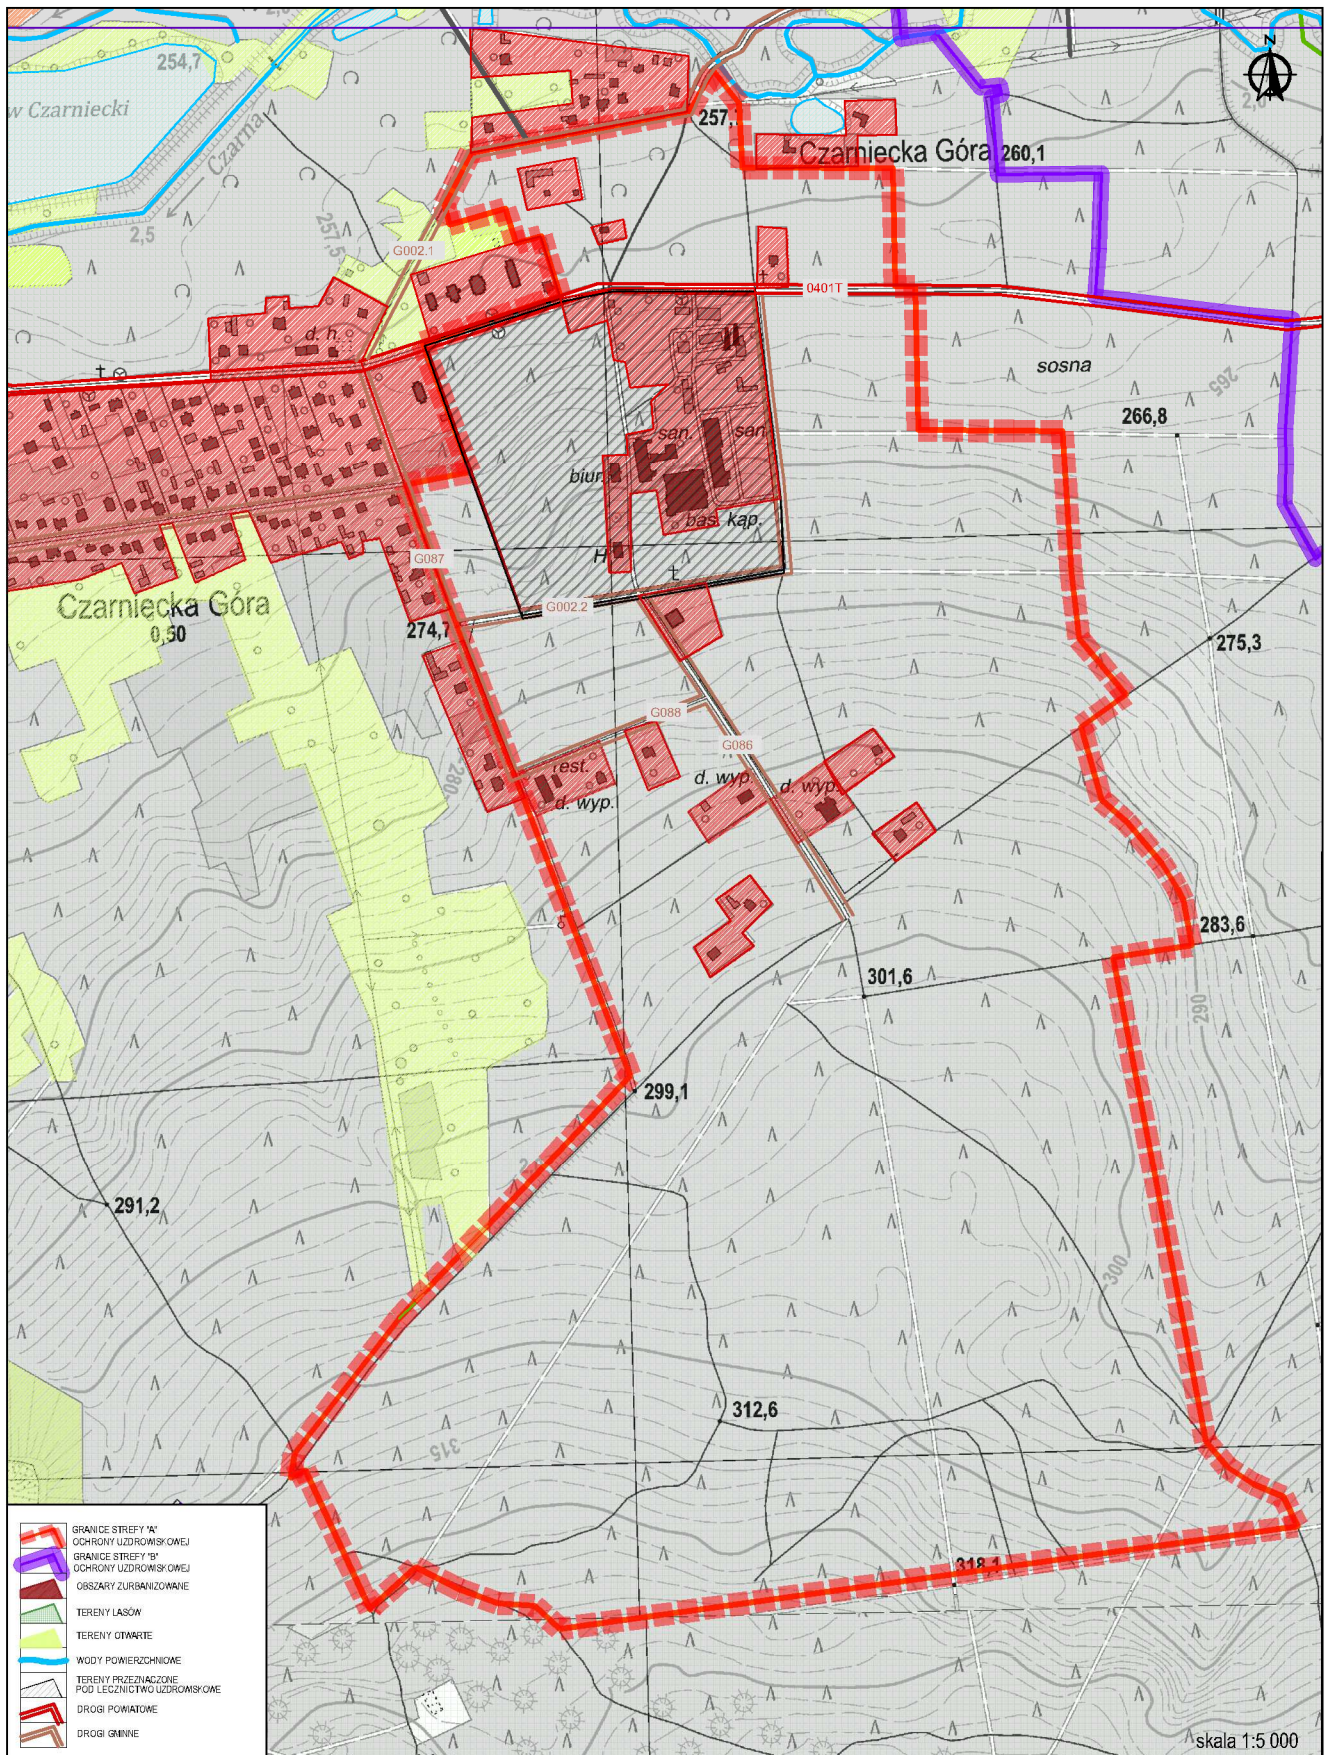 254,7
w Czarniecki
Czarna
2,5
257,5
257,
N
Czarniecka Góra 260,1
G002.1
0401T
d. h.
sosna
265
266,8
san.
san
biur.
bas. kąp.
H
G087
G002.2
Czarniecka Góra
0,50
274,7
275,3
G088
G086
280
rest.
d. wyp.
d. wyp.
d. wyp.
283,6
301,6
290
299,1
291,2
300
312,6
315
318,1
GRANICE STREFY "A"
OCHRONY UZDROWISKOWEJ
GRANICE STREFY "B"
OCHRONY UZDROWISKOWEJ
OBSZARY ZURBANIZOWANE
TERENY LASÓW
TERENY OTWARTE
WODY POWIERZCHNIOWE
TERENY PRZEZNACZONE
POD LECZNICTWO UZDROWISKOWE
DROGI POWIATOWE
DROGI GMINNE
skala 1:5 000